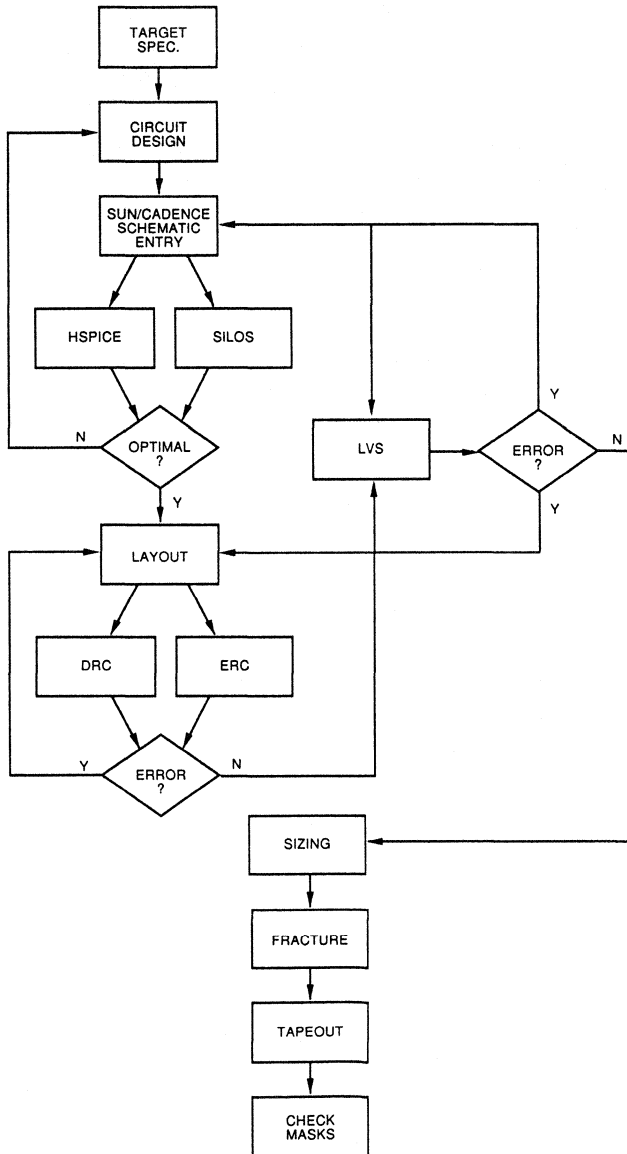 TARGET
SPEC.
CIRCUIT
DESIGN
SUN/CADENCE
SCHEMATIC
ENTRY
HSPICE
SILOS
N
OPTIMAL
?
Y
LVS
Y
ERROR
?
N
Y
LAYOUT
DRC
ERC
Y
ERROR
?
N
SIZING
FRACTURE
TAPEOUT
CHECK
MASKS